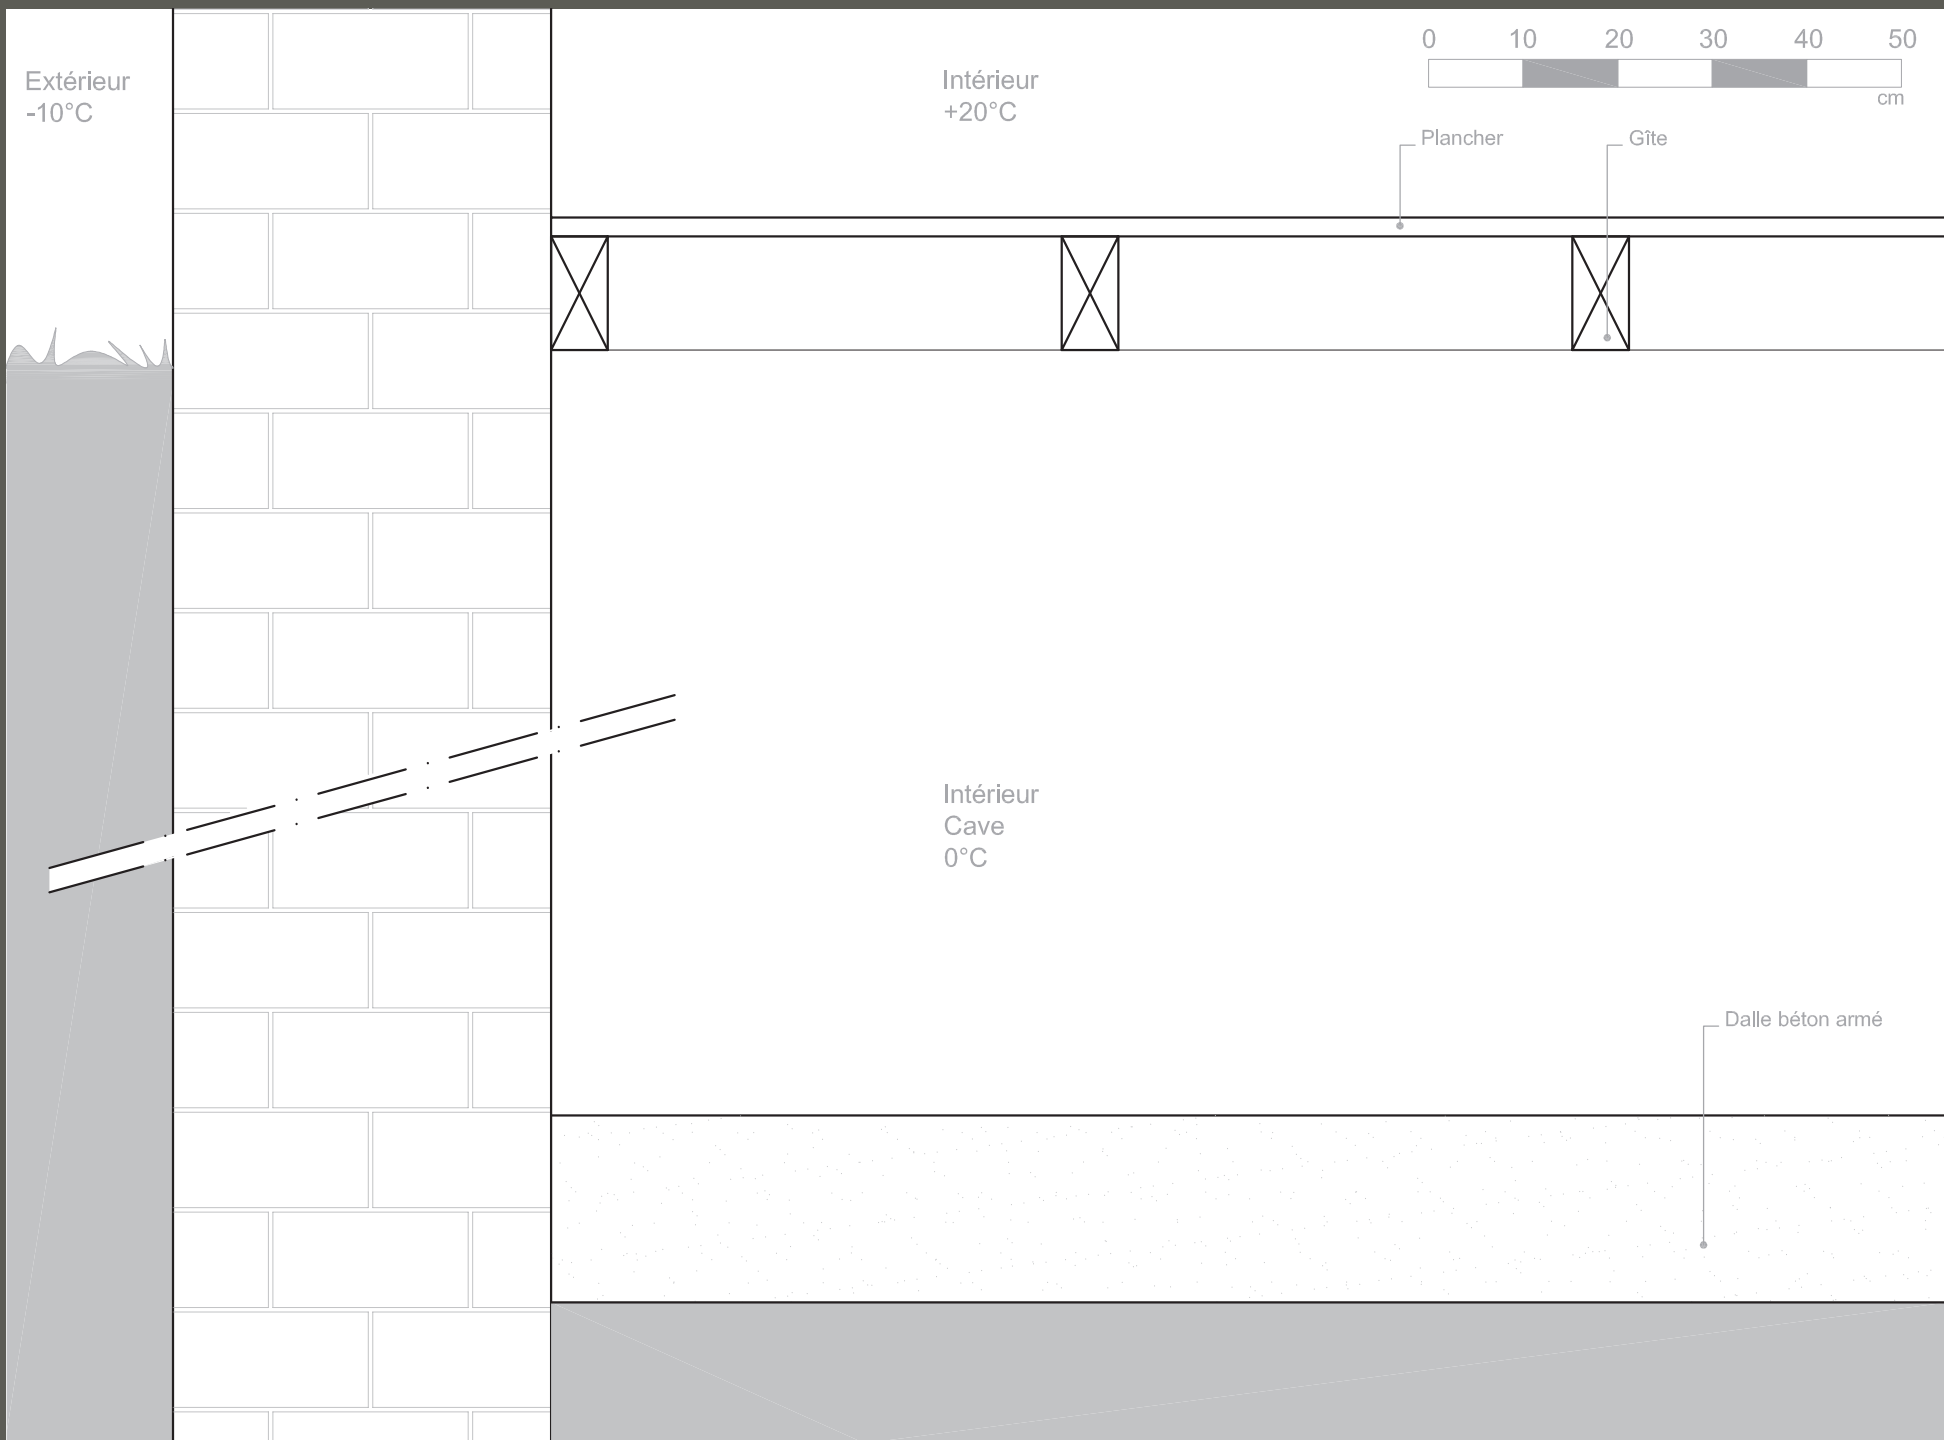 Extérieur
-10°C
Intérieur
+20°C
0 10 20 30 40 50
cm
Plancher
Gîte
Intérieur
Cave
0°C
Dalle béton armé